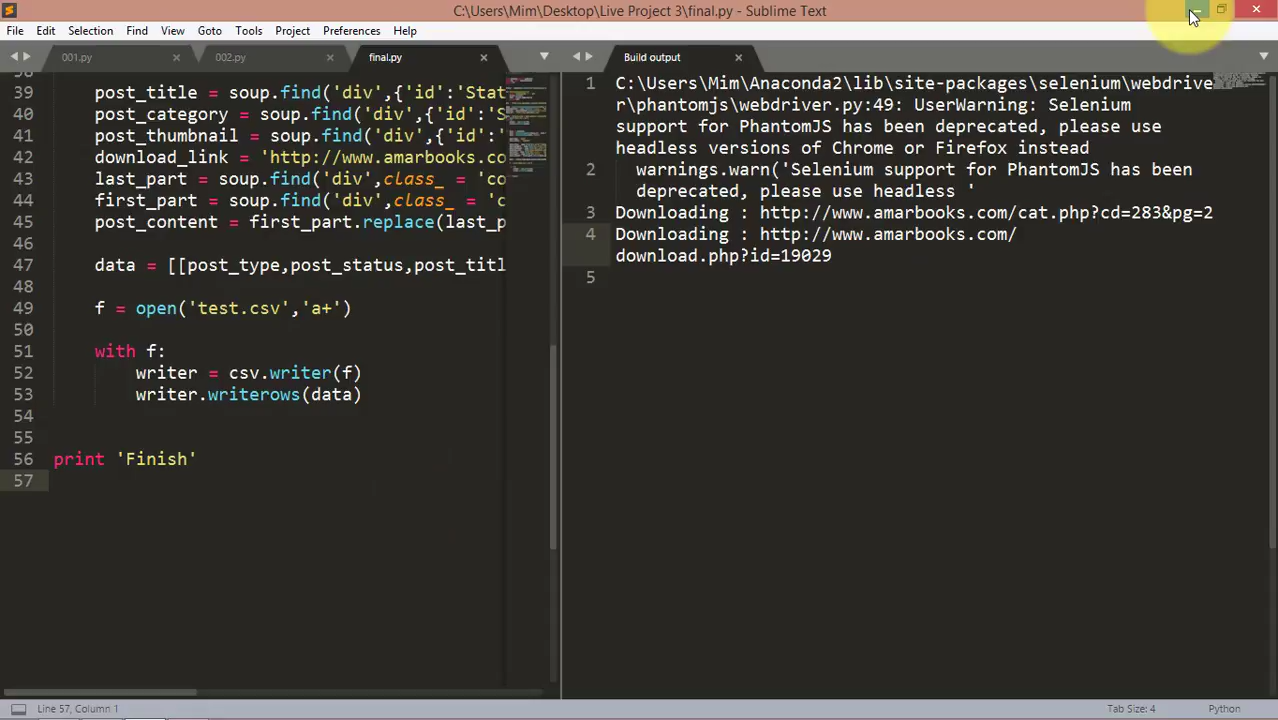 C:\Users\Mim\Desktop\Live Project 3\final.py - Sublime Text
File Edit Selection Find View Goto Tools Project Preferences Help
001.py 002.py final.py Build output
39 post_title = soup.find('div',{'id':'Stat
40 post_category = soup.find('div',{'id':'S
41 post_thumbnail = soup.find('div',{'id':'
42 download_link = 'http://www.amarbooks.co
43 last_part = soup.find('div',class_ = 'co
44 first_part = soup.find('div',class_ = 'c
45 post_content = first_part.replace(last_p
46
47 data = [[post_type,post_status,post_titl
48
49 f = open('test.csv','a+')
50
51 with f:
52 writer = csv.writer(f)
53 writer.writerows(data)
54
55
56 print 'Finish'
57
1 C:\Users\Mim\Anaconda2\lib\site-packages\selenium\webdrive
r\phantomjs\webdriver.py:49: UserWarning: Selenium
support for PhantomJS has been deprecated, please use
headless versions of Chrome or Firefox instead
2 warnings.warn('Selenium support for PhantomJS has been
deprecated, please use headless '
3 Downloading : http://www.amarbooks.com/cat.php?cd=283&pg=2
4 Downloading : http://www.amarbooks.com/
download.php?id=19029
5
Line 57, Column 1 Tab Size: 4 Python